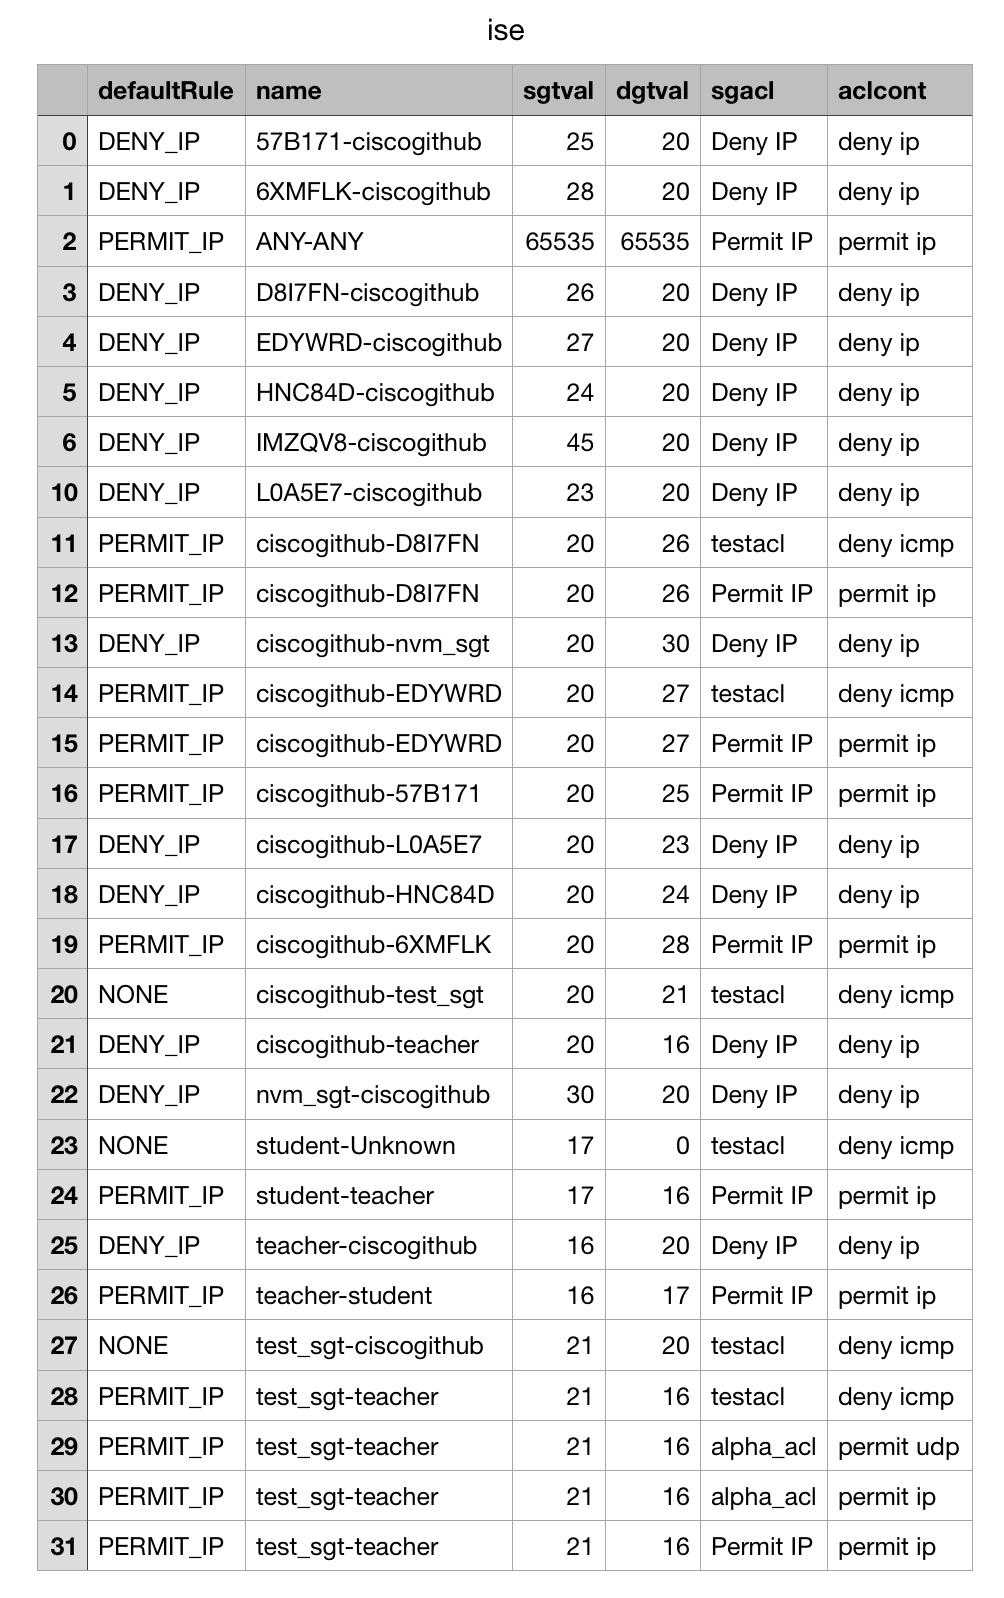 ise
defaultRule name sgtval dgtval sgacl aclcont
0 DENY_IP 57B171-ciscogithub 25 20 Deny IP deny ip
1 DENY_IP 6XMFLK-ciscogithub 28 20 Deny IP deny ip
2 PERMIT_IP ANY-ANY 65535 65535 Permit IP permit ip
3 DENY_IP D8I7FN-ciscogithub 26 20 Deny IP deny ip
4 DENY_IP EDYWRD-ciscogithub 27 20 Deny IP deny ip
5 DENY_IP HNC84D-ciscogithub 24 20 Deny IP deny ip
6 DENY_IP IMZQV8-ciscogithub 45 20 Deny IP deny ip
10 DENY_IP L0A5E7-ciscogithub 23 20 Deny IP deny ip
11 PERMIT_IP ciscogithub-D8I7FN 20 26 testacl deny icmp
12 PERMIT_IP ciscogithub-D8I7FN 20 26 Permit IP permit ip
13 DENY_IP ciscogithub-nvm_sgt 20 30 Deny IP deny ip
14 PERMIT_IP ciscogithub-EDYWRD 20 27 testacl deny icmp
15 PERMIT_IP ciscogithub-EDYWRD 20 27 Permit IP permit ip
16 PERMIT_IP ciscogithub-57B171 20 25 Permit IP permit ip
17 DENY_IP ciscogithub-L0A5E7 20 23 Deny IP deny ip
18 DENY_IP ciscogithub-HNC84D 20 24 Deny IP deny ip
19 PERMIT_IP ciscogithub-6XMFLK 20 28 Permit IP permit ip
20 NONE ciscogithub-test_sgt 20 21 testacl deny icmp
21 DENY_IP ciscogithub-teacher 20 16 Deny IP deny ip
22 DENY_IP nvm_sgt-ciscogithub 30 20 Deny IP deny ip
23 NONE student-Unknown 17 0 testacl deny icmp
24 PERMIT_IP student-teacher 17 16 Permit IP permit ip
25 DENY_IP teacher-ciscogithub 16 20 Deny IP deny ip
26 PERMIT_IP teacher-student 16 17 Permit IP permit ip
27 NONE test_sgt-ciscogithub 21 20 testacl deny icmp
28 PERMIT_IP test_sgt-teacher 21 16 testacl deny icmp
29 PERMIT_IP test_sgt-teacher 21 16 alpha_acl permit udp
30 PERMIT_IP test_sgt-teacher 21 16 alpha_acl permit ip
31 PERMIT_IP test_sgt-teacher 21 16 Permit IP permit ip